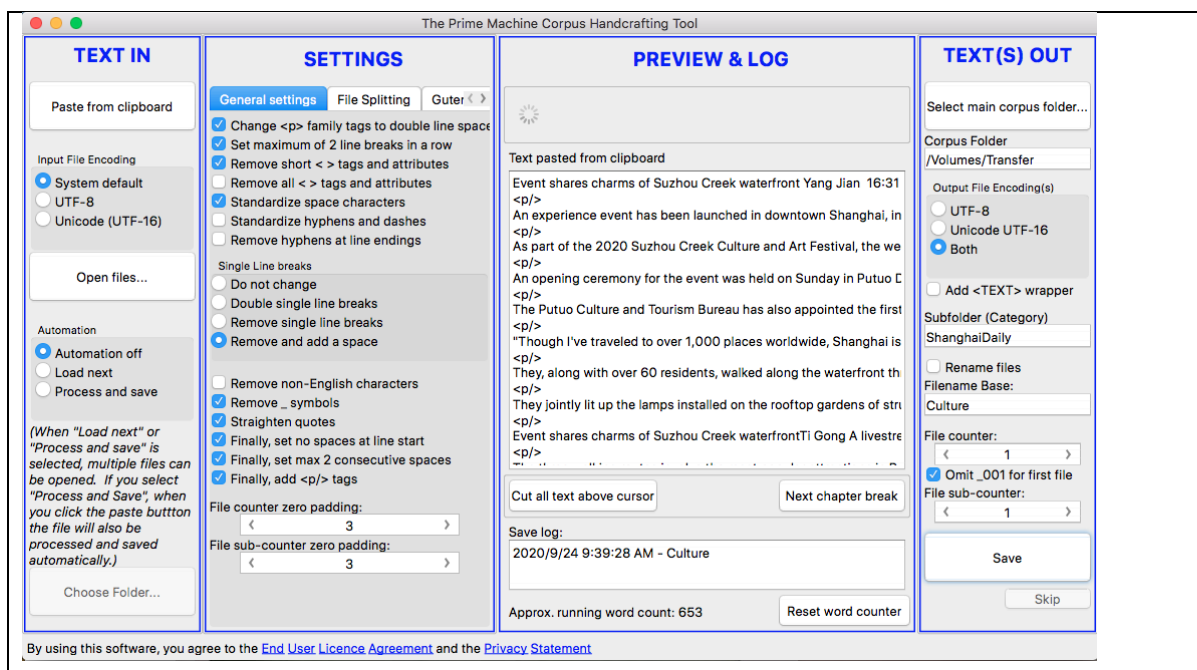 The Prime Machine Corpus Handcrafting Tool
TEXT IN
Paste from clipboard
Input File Encoding
System default
UTF-8
Unicode (UTF-16)
Open files...
Automation
Automation off
Load next
Process and save
(When "Load next" or
"Process and save" is
selected, multiple files can
be opened. If you select
"Process and Save", when
you click the paste buttton
the file will also be
processed and saved
automatically.)
Choose Folder...
SETTINGS
General settings
File Splitting
Guter
Change <p> family tags to double line space
Set maximum of 2 line breaks in a row
Remove short < > tags and attributes
Remove all < > tags and attributes
Standardize space characters
Standardize hyphens and dashes
Remove hyphens at line endings
Single Line breaks
Do not change
Double single line breaks
Remove single line breaks
Remove and add a space
Remove non-English characters
Remove _ symbols
Straighten quotes
Finally, set no spaces at line start
Finally, set max 2 consecutive spaces
Finally, add <p/> tags
File counter zero padding:
3
File sub-counter zero padding:
3
PREVIEW & LOG
Text pasted from clipboard
Event shares charms of Suzhou Creek waterfront Yang Jian 16:31
<p/>
An experience event has been launched in downtown Shanghai, in
<p/>
As part of the 2020 Suzhou Creek Culture and Art Festival, the we
<p/>
An opening ceremony for the event was held on Sunday in Putuo D
<p/>
The Putuo Culture and Tourism Bureau has also appointed the first
<p/>
"Though I've traveled to over 1,000 places worldwide, Shanghai is
<p/>
They, along with over 60 residents, walked along the waterfront th
<p/>
They jointly lit up the lamps installed on the rooftop gardens of stru
<p/>
Event shares charms of Suzhou Creek waterfrontTi Gong A livestre
<p/>
Cut all text above cursor
Next chapter break
Save log:
2020/9/24 9:39:28 AM - Culture
Approx. running word count: 653
Reset word counter
TEXT(S) OUT
Select main corpus folder...
Corpus Folder
/Volumes/Transfer
Output File Encoding(s)
UTF-8
Unicode UTF-16
Both
Add <TEXT> wrapper
Subfolder (Category)
ShanghaiDaily
Rename files
Filename Base:
Culture
File counter:
1
Omit _001 for first file
File sub-counter:
1
Save
Skip
By using this software, you agree to the End User Licence Agreement and the Privacy Statement